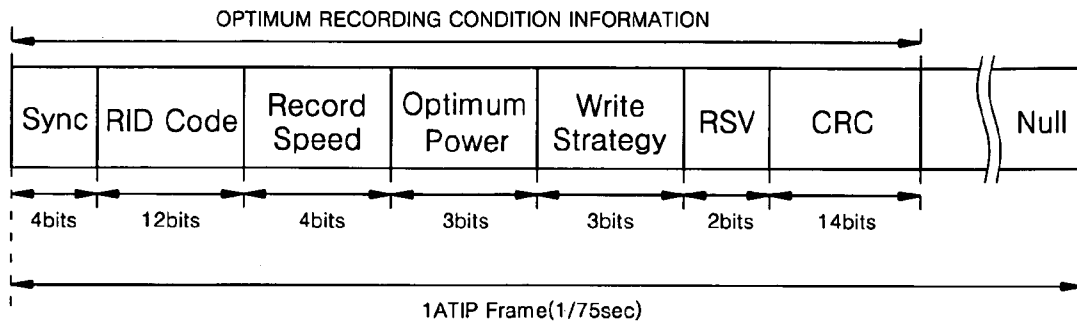 OPTIMUM RECORDING CONDITION INFORMATION
Sync RID Code Record Speed Optimum Power Write Strategy RSV CRC Null
4bits 12bits 4bits 3bits 3bits 2bits 14bits
1ATIP Frame(1/75sec)